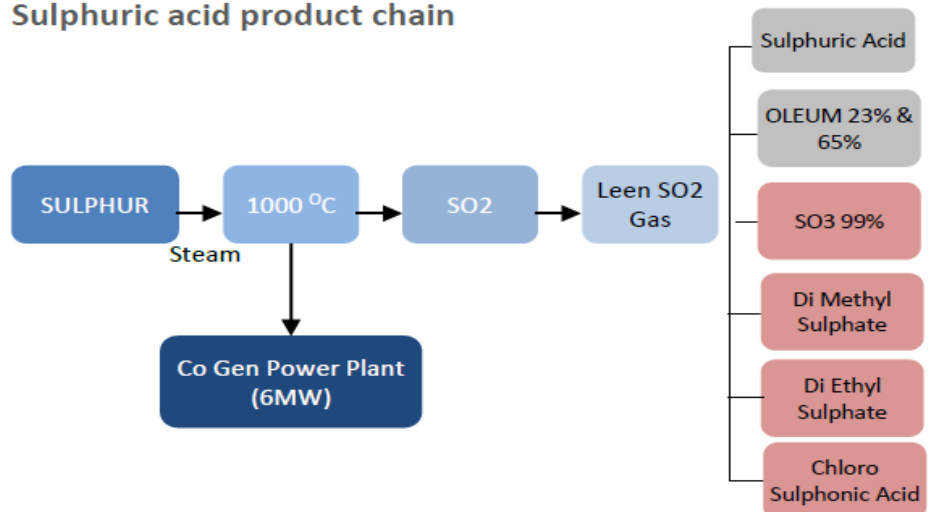 Sulphuric acid product chain
SULPHUR
Steam
1000 ᴼC
SO2
Leen SO2
Gas
Co Gen Power Plant
(6MW)
Sulphuric Acid
OLEUM 23% &
65%
SO3 99%
Di Methyl
Sulphate
Di Ethyl
Sulphate
Chloro
Sulphonic Acid